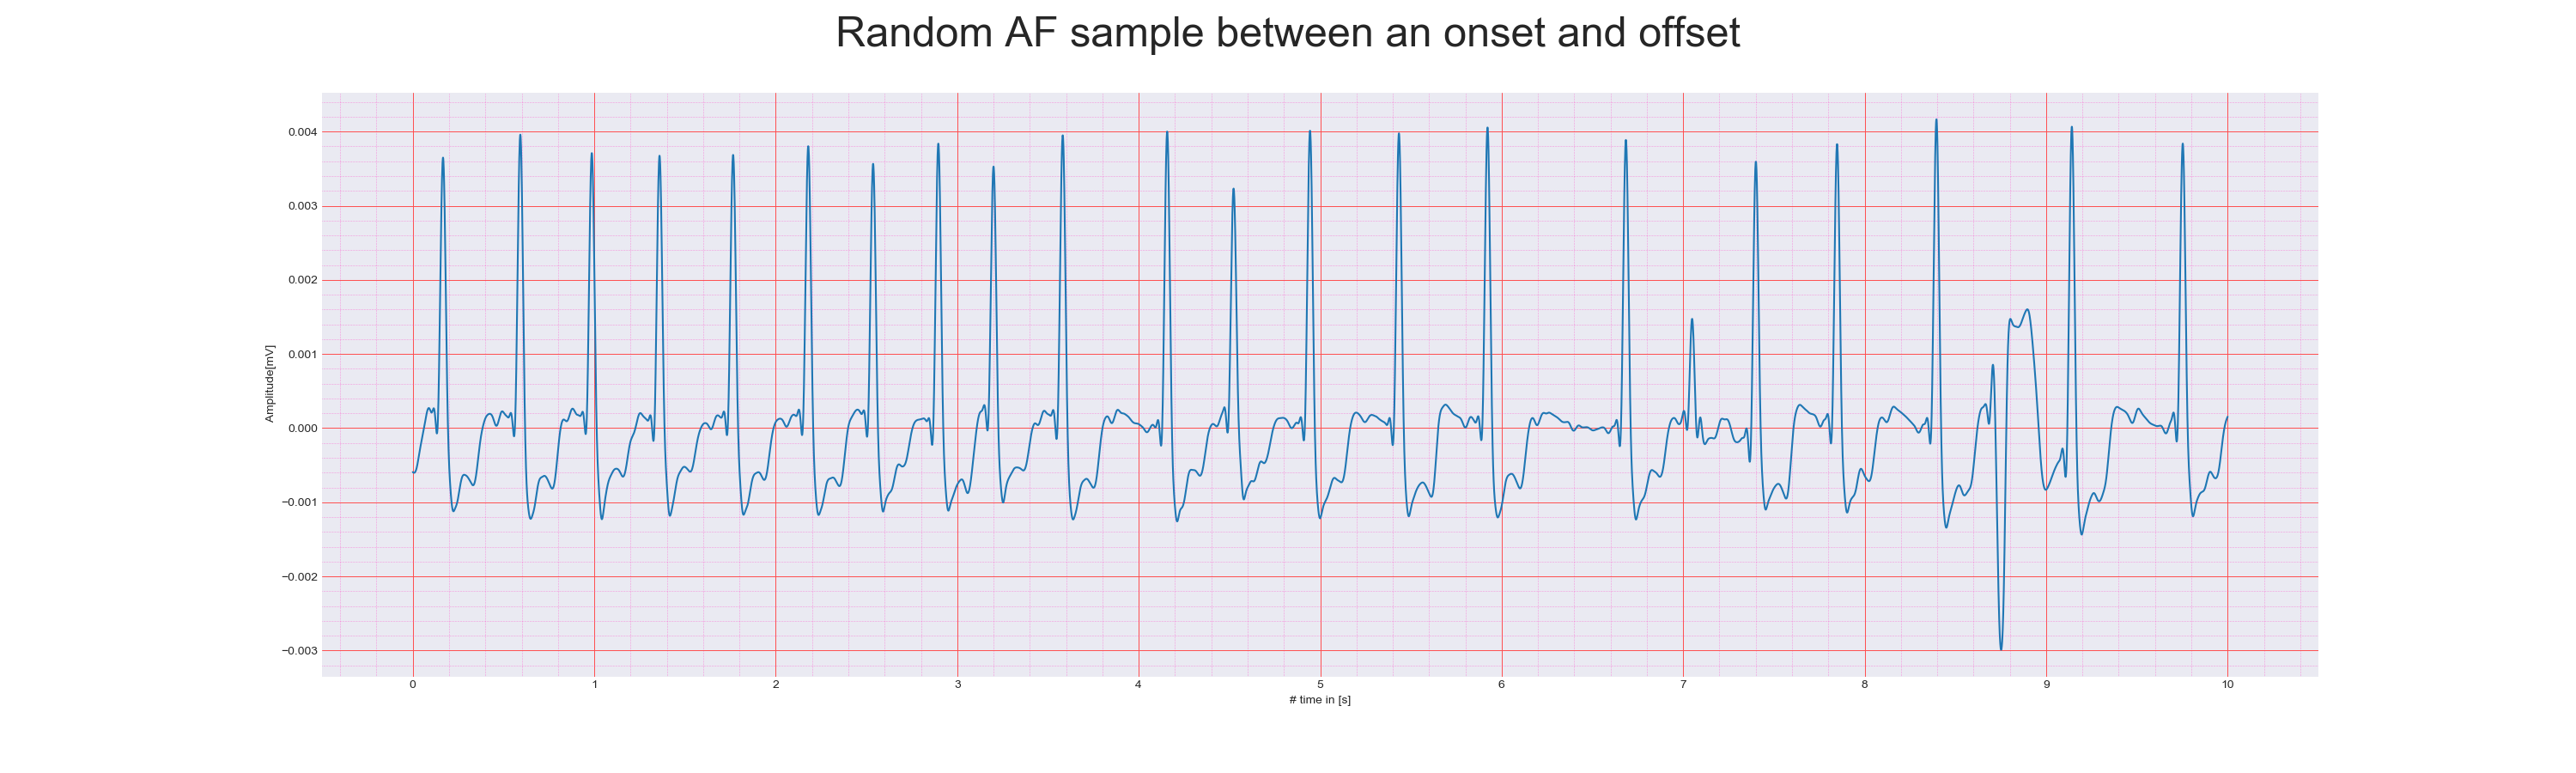 Random AF sample between an onset and offset
0.004
0.003
0.002
0.001
0.000
−0.001
−0.002
−0.003
Amplitude[mV]
0 1 2 3 4 5 6 7 8 9 10
# time in [s]